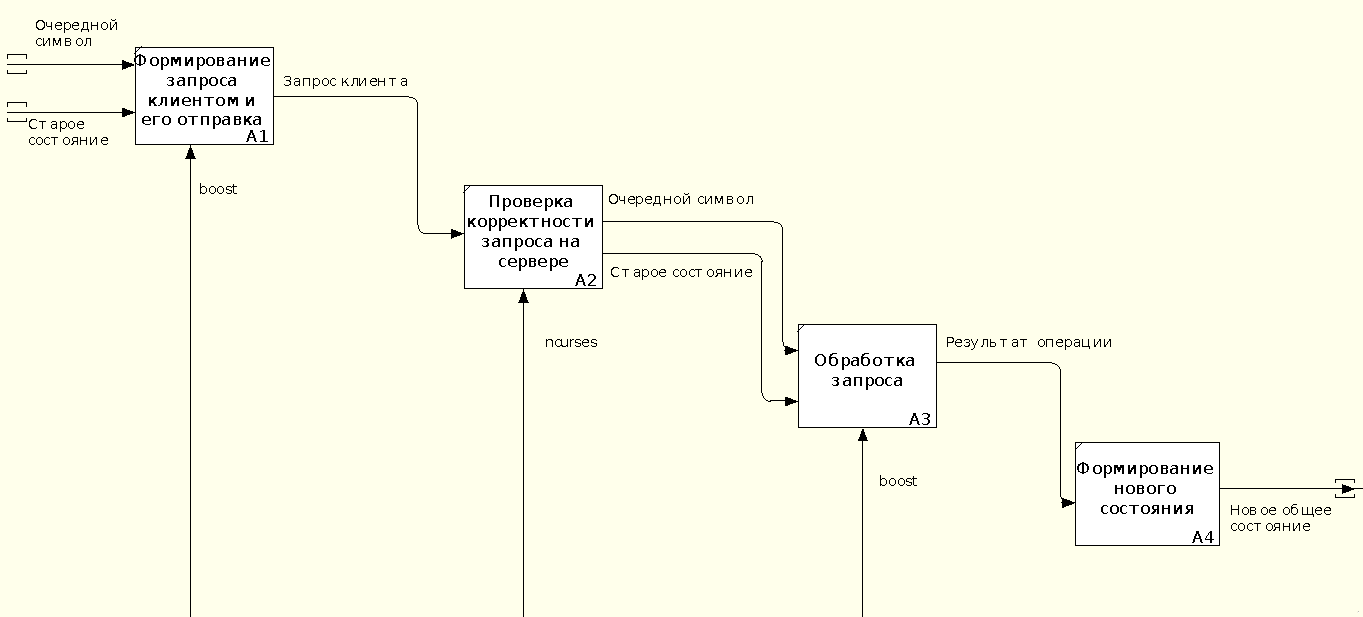 Очередной
символ
Старое
состояние
Формирование
запроса
клиентом и
его отправка
A1
Запрос клиента
boost
Проверка
корректности
запроса на
сервере
A2
Очередной символ
Старое состояние
ncurses
Обработка
запроса
A3
Результат операции
boost
Формирование
нового
состояния
A4
Новое общее
состояние